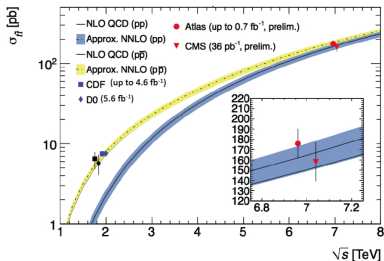 σtt̄ [pb]
NLO QCD (pp)
Approx. NNLO (pp)
NLO QCD (pp̅)
Approx. NNLO (pp̅)
CDF (up to 4.6 fb⁻¹)
D0 (5.6 fb⁻¹)
Atlas (up to 0.7 fb⁻¹, prelim.)
CMS (36 pb⁻¹, prelim.)
10²
10
1
220
210
200
190
180
170
160
150
140
130
120
6.8 7 7.2
1 2 3 4 5 6 7 8
√s [TeV]